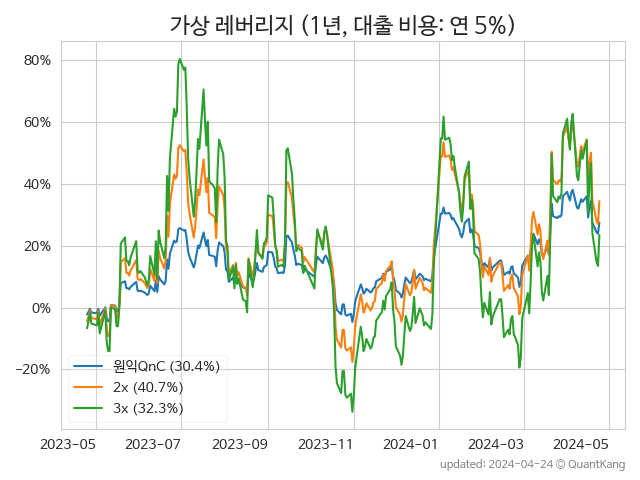 가상 레버리지 (1년, 대출 비용: 연 5%)
80%
60%
40%
20%
0%
−20%
원익QnC (30.4%)
2x (40.7%)
3x (32.3%)
2023-05 2023-07 2023-09 2023-11 2024-01 2024-03 2024-05
updated: 2024-04-24 © QuantKang